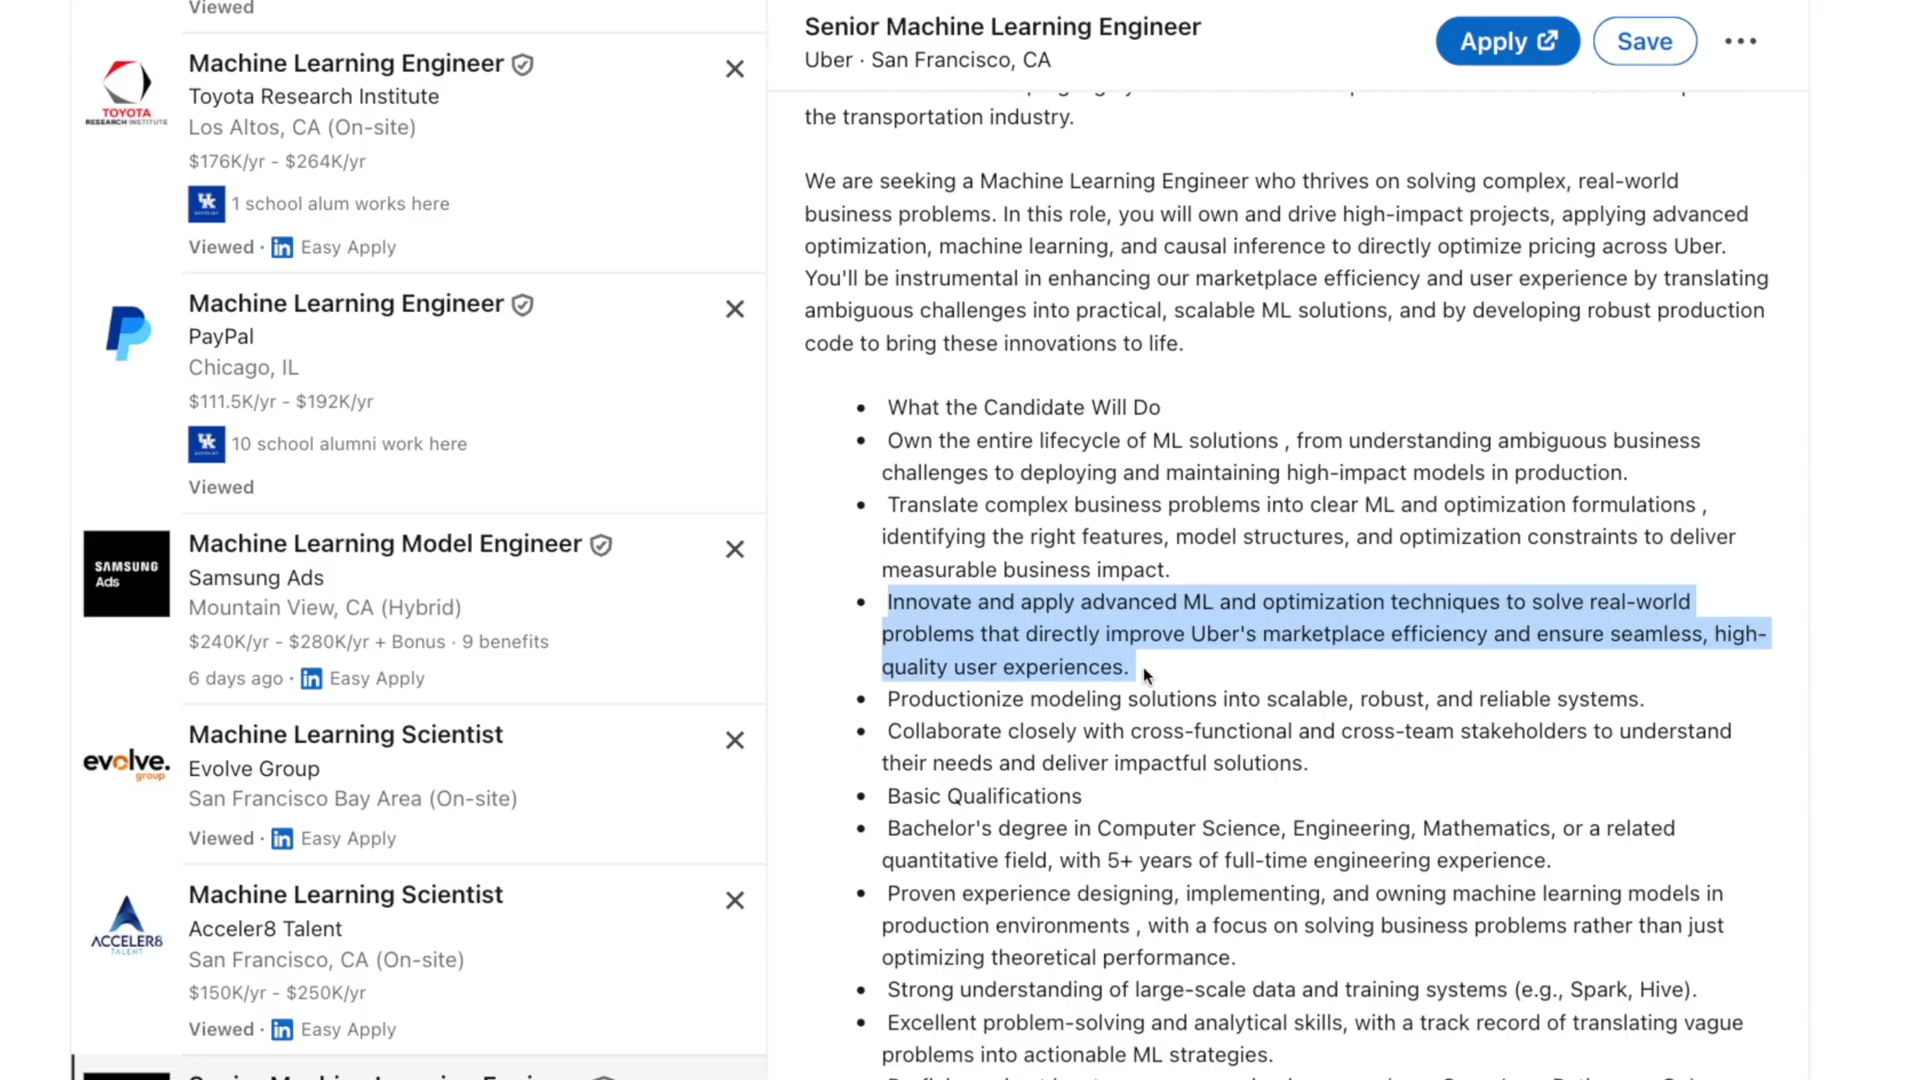 Viewed
Machine Learning Engineer
Toyota Research Institute
Los Altos, CA (On-site)
$176K/yr - $264K/yr
1 school alum works here
Viewed · in Easy Apply
TOYOTA
RESEARCH INSTITUTE
Machine Learning Engineer
PayPal
Chicago, IL
$111.5K/yr - $192K/yr
10 school alumni work here
Viewed
SAMSUNG
Ads
Machine Learning Model Engineer
Samsung Ads
Mountain View, CA (Hybrid)
$240K/yr - $280K/yr + Bonus · 9 benefits
6 days ago · in Easy Apply
evolve.
group
Machine Learning Scientist
Evolve Group
San Francisco Bay Area (On-site)
Viewed · in Easy Apply
ACCELER8
TALENT
Machine Learning Scientist
Acceler8 Talent
San Francisco, CA (On-site)
$150K/yr - $250K/yr
Viewed · in Easy Apply
Senior Machine Learning Engineer
Uber · San Francisco, CA
Apply
Save
the transportation industry.
We are seeking a Machine Learning Engineer who thrives on solving complex, real-world
business problems. In this role, you will own and drive high-impact projects, applying advanced
optimization, machine learning, and causal inference to directly optimize pricing across Uber.
You'll be instrumental in enhancing our marketplace efficiency and user experience by translating
ambiguous challenges into practical, scalable ML solutions, and by developing robust production
code to bring these innovations to life.
• What the Candidate Will Do
• Own the entire lifecycle of ML solutions , from understanding ambiguous business
challenges to deploying and maintaining high-impact models in production.
• Translate complex business problems into clear ML and optimization formulations ,
identifying the right features, model structures, and optimization constraints to deliver
measurable business impact.
• Innovate and apply advanced ML and optimization techniques to solve real-world
problems that directly improve Uber's marketplace efficiency and ensure seamless, high-
quality user experiences.
• Productionize modeling solutions into scalable, robust, and reliable systems.
• Collaborate closely with cross-functional and cross-team stakeholders to understand
their needs and deliver impactful solutions.
• Basic Qualifications
• Bachelor's degree in Computer Science, Engineering, Mathematics, or a related
quantitative field, with 5+ years of full-time engineering experience.
• Proven experience designing, implementing, and owning machine learning models in
production environments , with a focus on solving business problems rather than just
optimizing theoretical performance.
• Strong understanding of large-scale data and training systems (e.g., Spark, Hive).
• Excellent problem-solving and analytical skills, with a track record of translating vague
problems into actionable ML strategies.